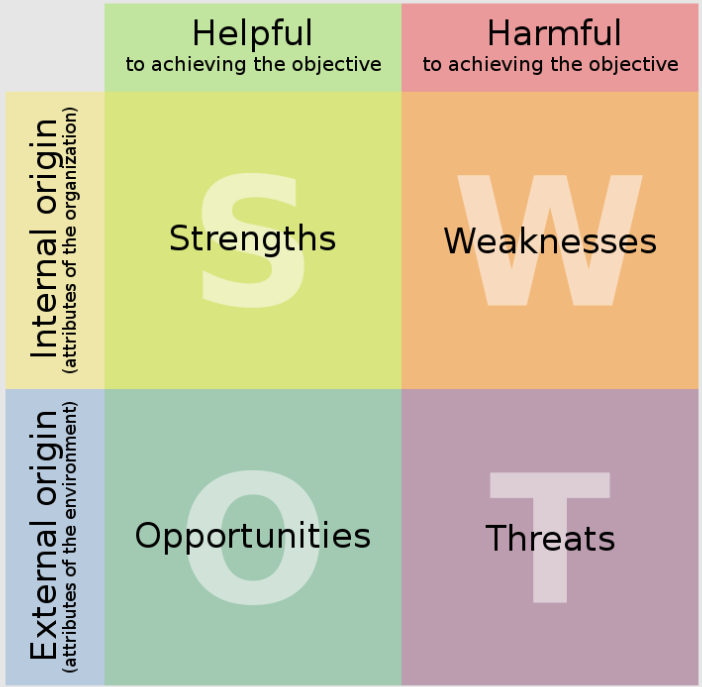 Helpful
to achieving the objective
Harmful
to achieving the objective
Internal origin
(attributes of the organization)
S
Strengths
W
Weaknesses
External origin
(attributes of the environment)
O
Opportunities
T
Threats